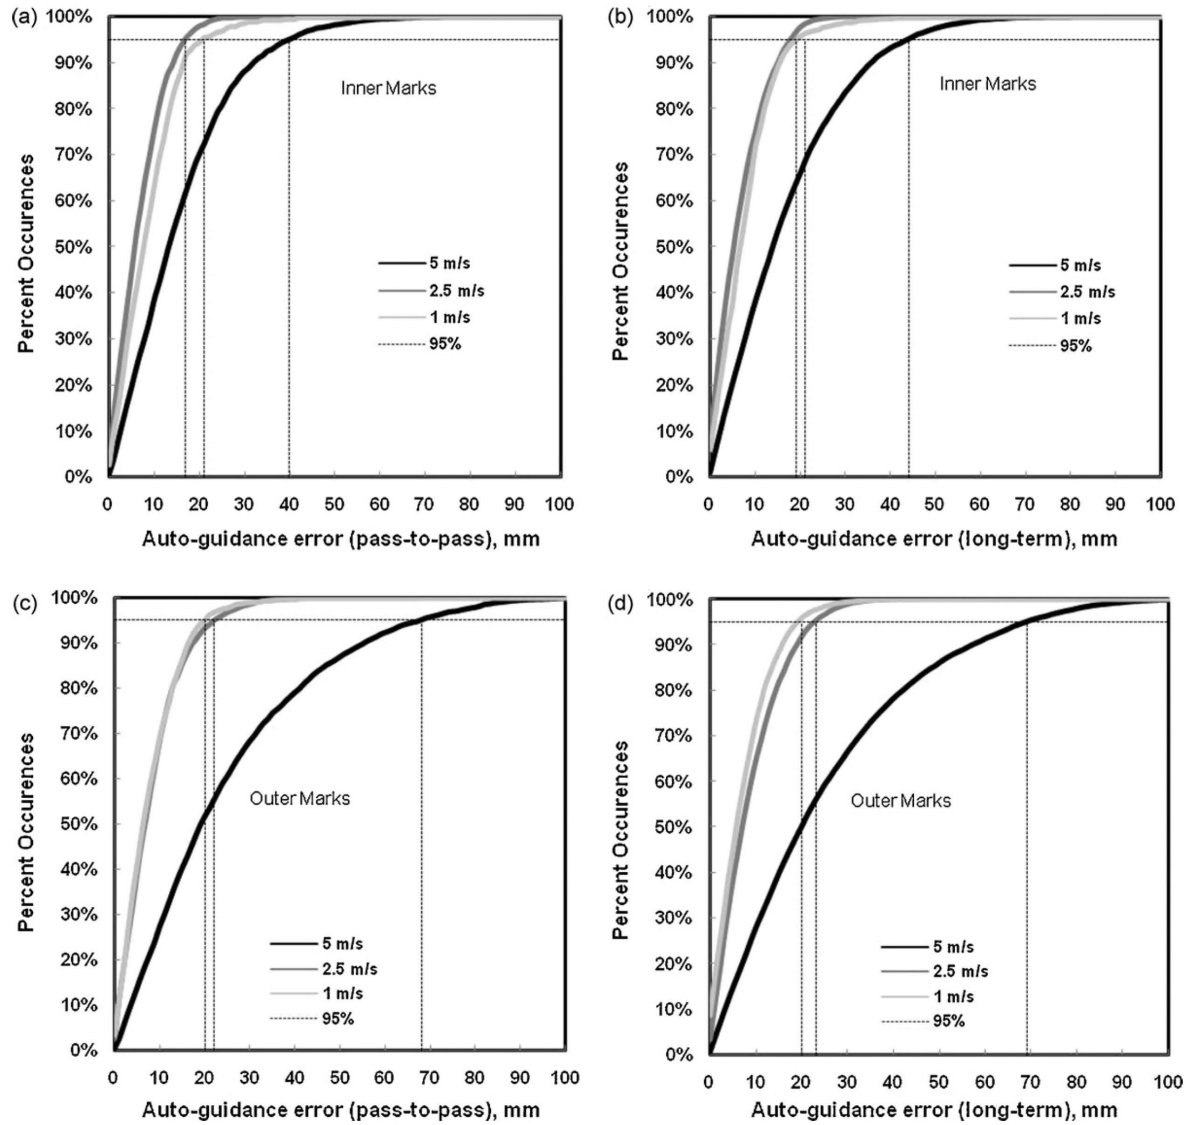 (a)
100%
90%
80%
70%
60%
50%
40%
30%
20%
10%
0%
Percent Occurences
Inner Marks
5 m/s
2.5 m/s
1 m/s
95%
0 10 20 30 40 50 60 70 80 90 100
Auto-guidance error (pass-to-pass), mm
(b)
100%
90%
80%
70%
60%
50%
40%
30%
20%
10%
0%
Percent Occurences
Inner Marks
5 m/s
2.5 m/s
1 m/s
95%
0 10 20 30 40 50 60 70 80 90 100
Auto-guidance error (long-term), mm
(c)
100%
90%
80%
70%
60%
50%
40%
30%
20%
10%
0%
Percent Occurences
Outer Marks
5 m/s
2.5 m/s
1 m/s
95%
0 10 20 30 40 50 60 70 80 90 100
Auto-guidance error (pass-to-pass), mm
(d)
100%
90%
80%
70%
60%
50%
40%
30%
20%
10%
0%
Percent Occurences
Outer Marks
5 m/s
2.5 m/s
1 m/s
95%
0 10 20 30 40 50 60 70 80 90 100
Auto-guidance error (long-term), mm